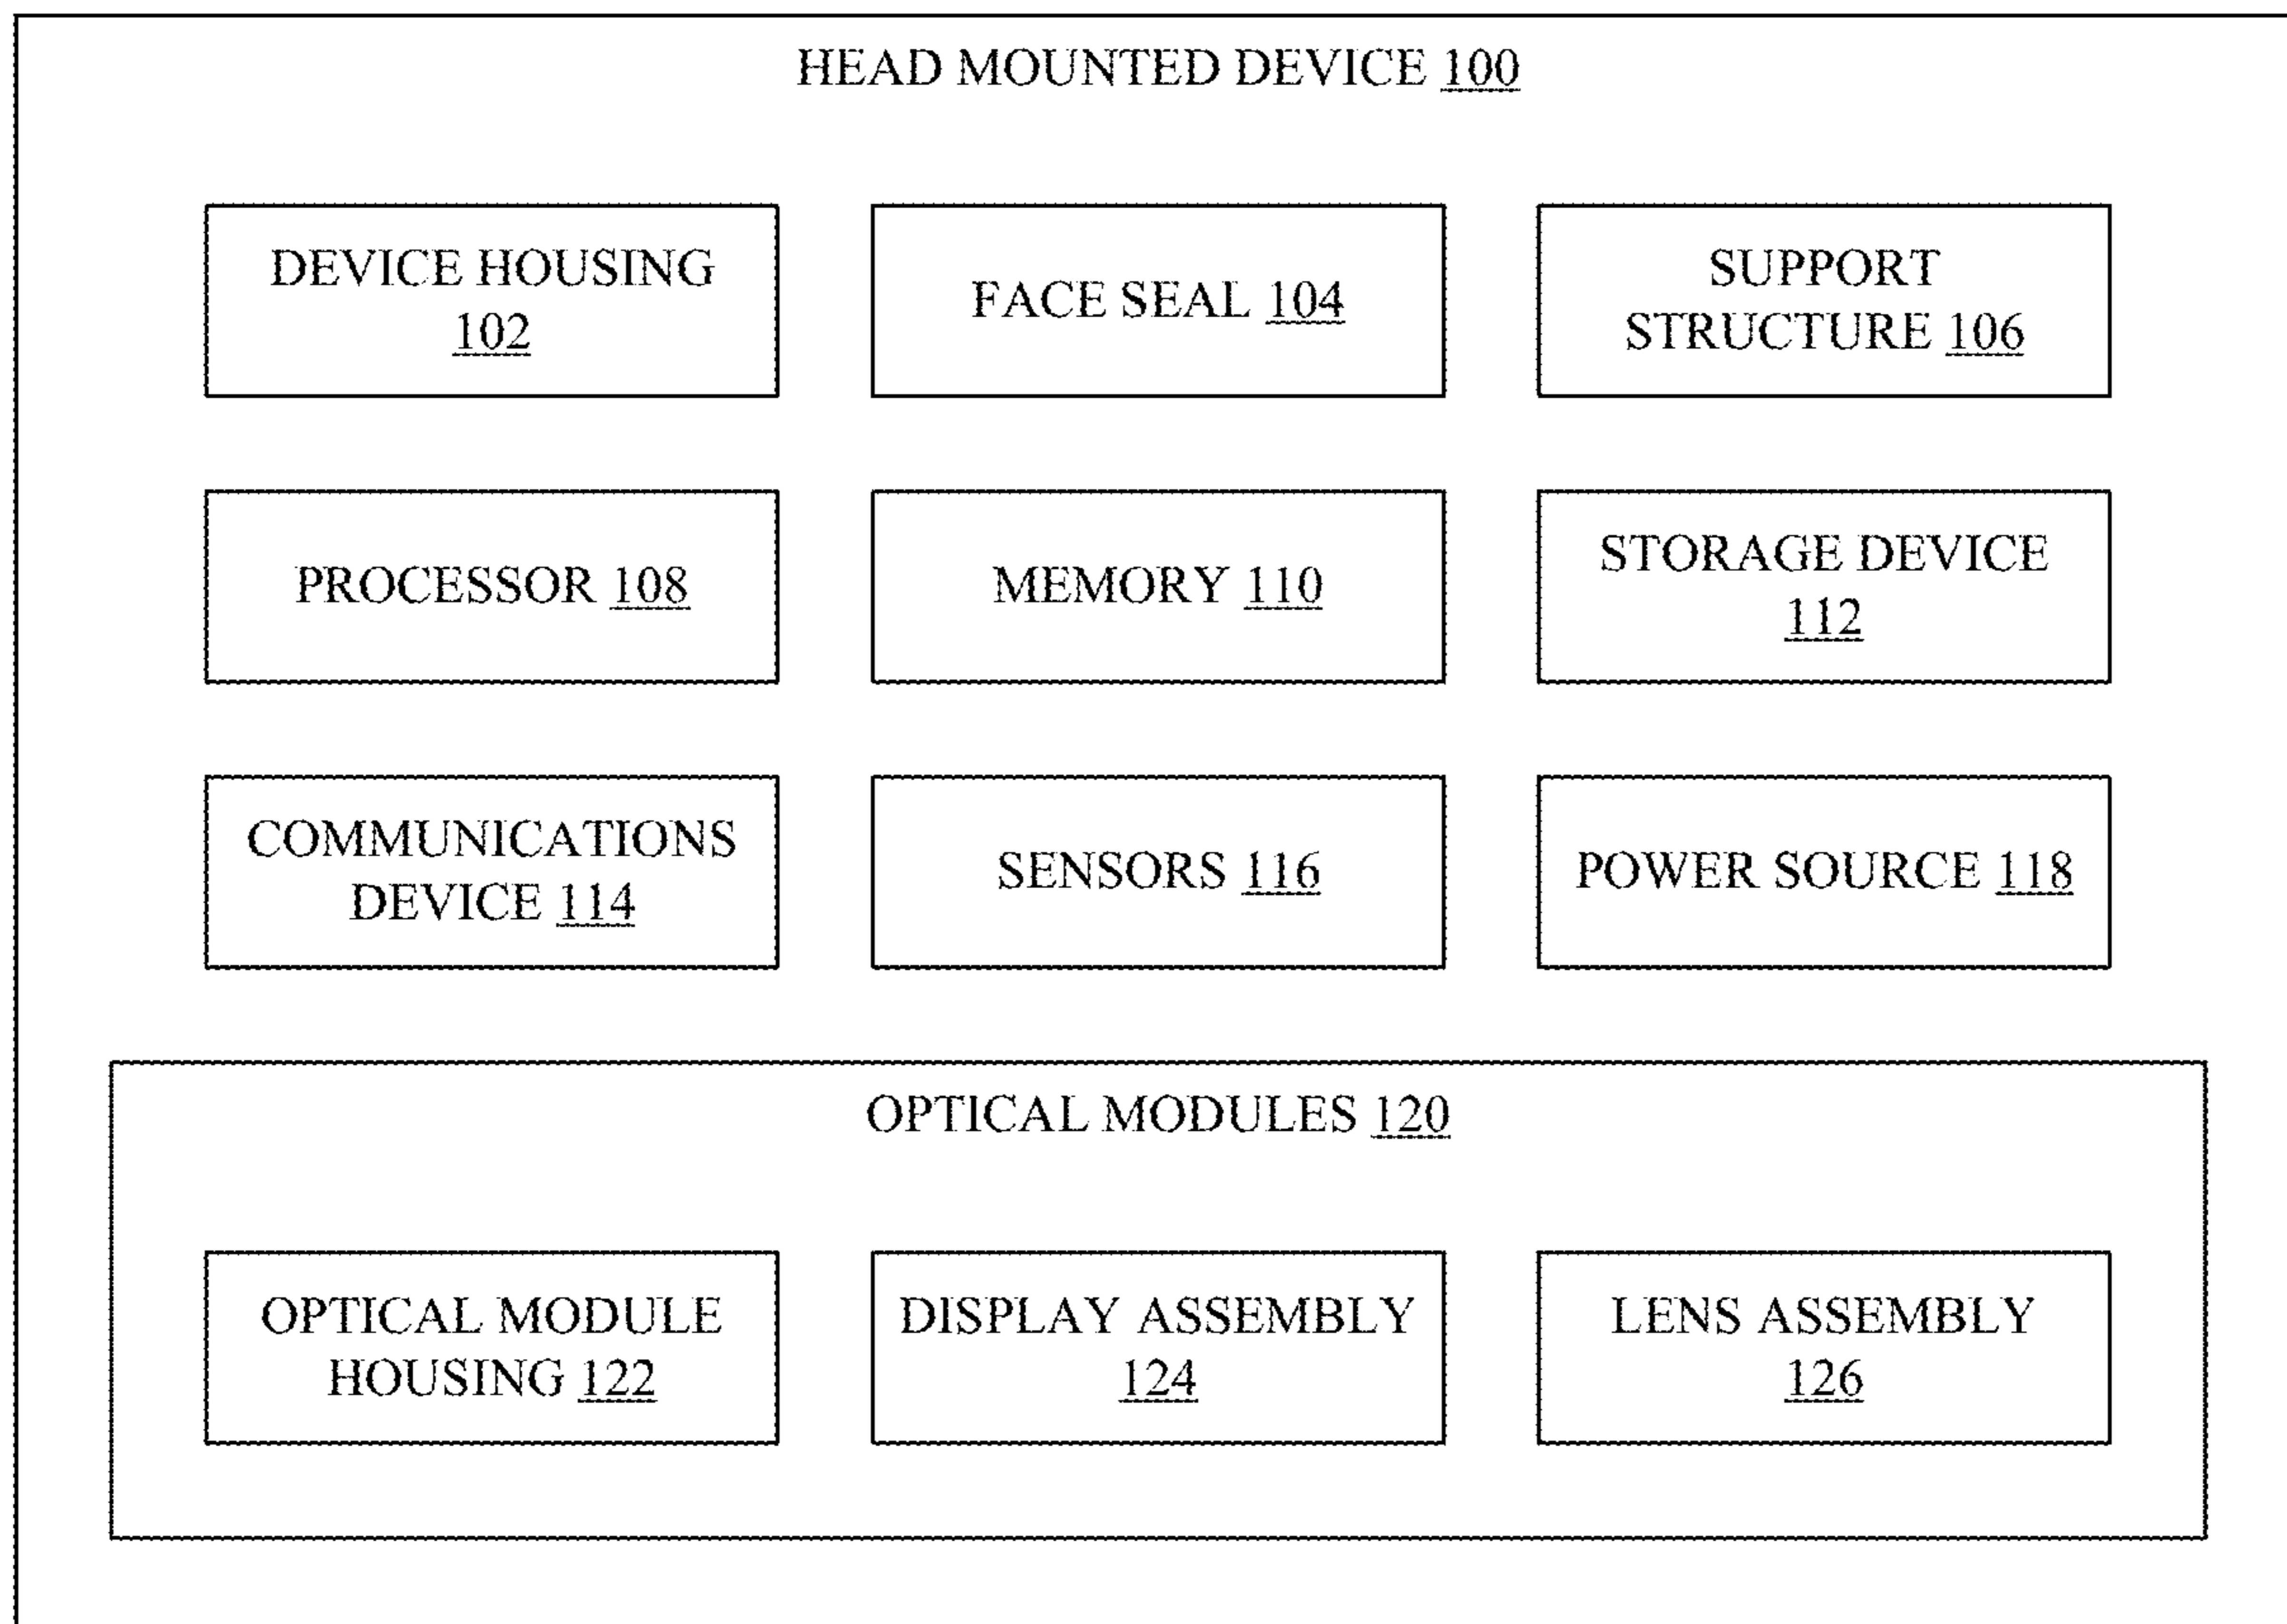 HEAD MOUNTED DEVICE 100
DEVICE HOUSING
102
FACE SEAL 104
SUPPORT
STRUCTURE 106
PROCESSOR 108
MEMORY 110
STORAGE DEVICE
112
COMMUNICATIONS
DEVICE 114
SENSORS 116
POWER SOURCE 118
OPTICAL MODULES 120
OPTICAL MODULE
HOUSING 122
DISPLAY ASSEMBLY
124
LENS ASSEMBLY
126